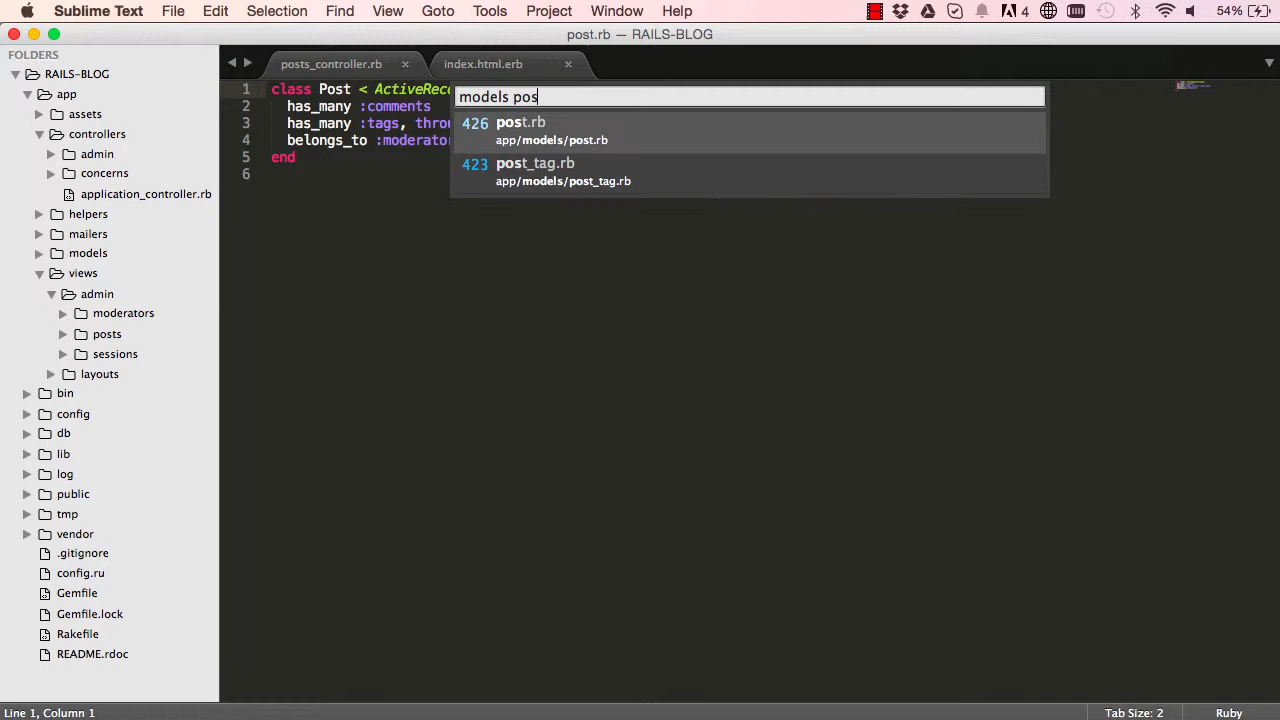 Sublime Text File Edit Selection Find View Goto Tools Project Window Help 4 54%
post.rb — RAILS-BLOG
FOLDERS
RAILS-BLOG
app
assets
controllers
admin
concerns
application_controller.rb
helpers
mailers
models
views
admin
moderators
posts
sessions
layouts
bin
config
db
lib
log
public
tmp
vendor
.gitignore
config.ru
Gemfile
Gemfile.lock
Rakefile
README.rdoc
posts_controller.rb × index.html.erb ×
1 class Post < ActiveReco
2 has_many :comments
3 has_many :tags, throu
4 belongs_to :moderato
5 end
6
models pos
426 post.rb
app/models/post.rb
423 post_tag.rb
app/models/post_tag.rb
Line 1, Column 1 Tab Size: 2 Ruby